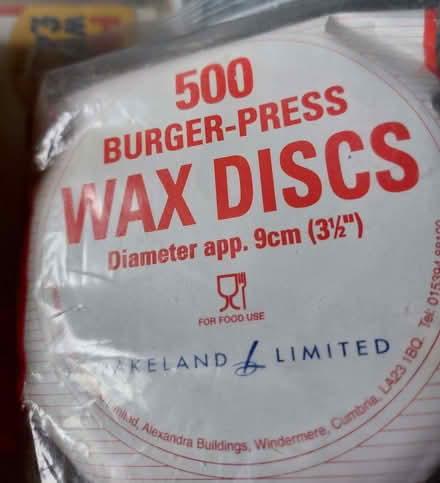 500
BURGER-PRESS
WAX DISCS
Diameter app. 9cm (3½")
FOR FOOD USE
AKELAND L LIMITED
Alexandra Buildings, Windermere, Cumbria. LA23 1BQ. Tel: